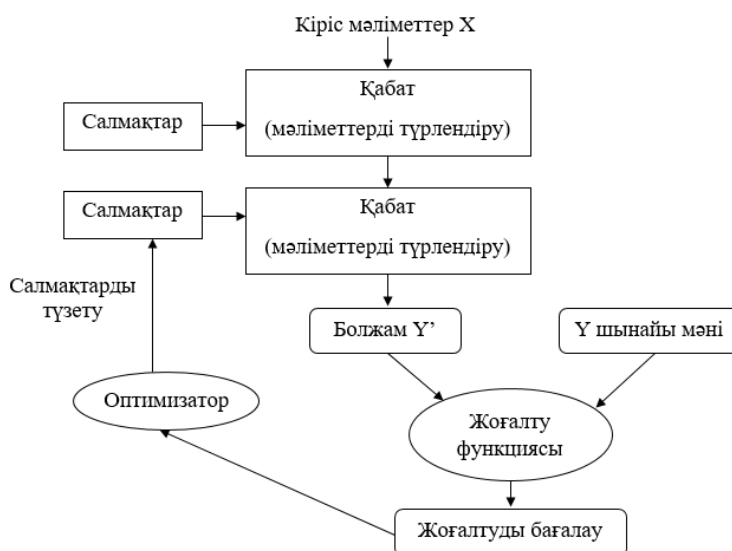 Кіріс мәліметтер X
Қабат
(мәліметтерді түрлендіру)
Салмақтар
Қабат
(мәліметтерді түрлендіру)
Салмақтар
Салмақтарды
түзету
Болжам Y’
Y шынайы мәні
Оптимизатор
Жоғалту
функциясы
Жоғалтуды бағалау